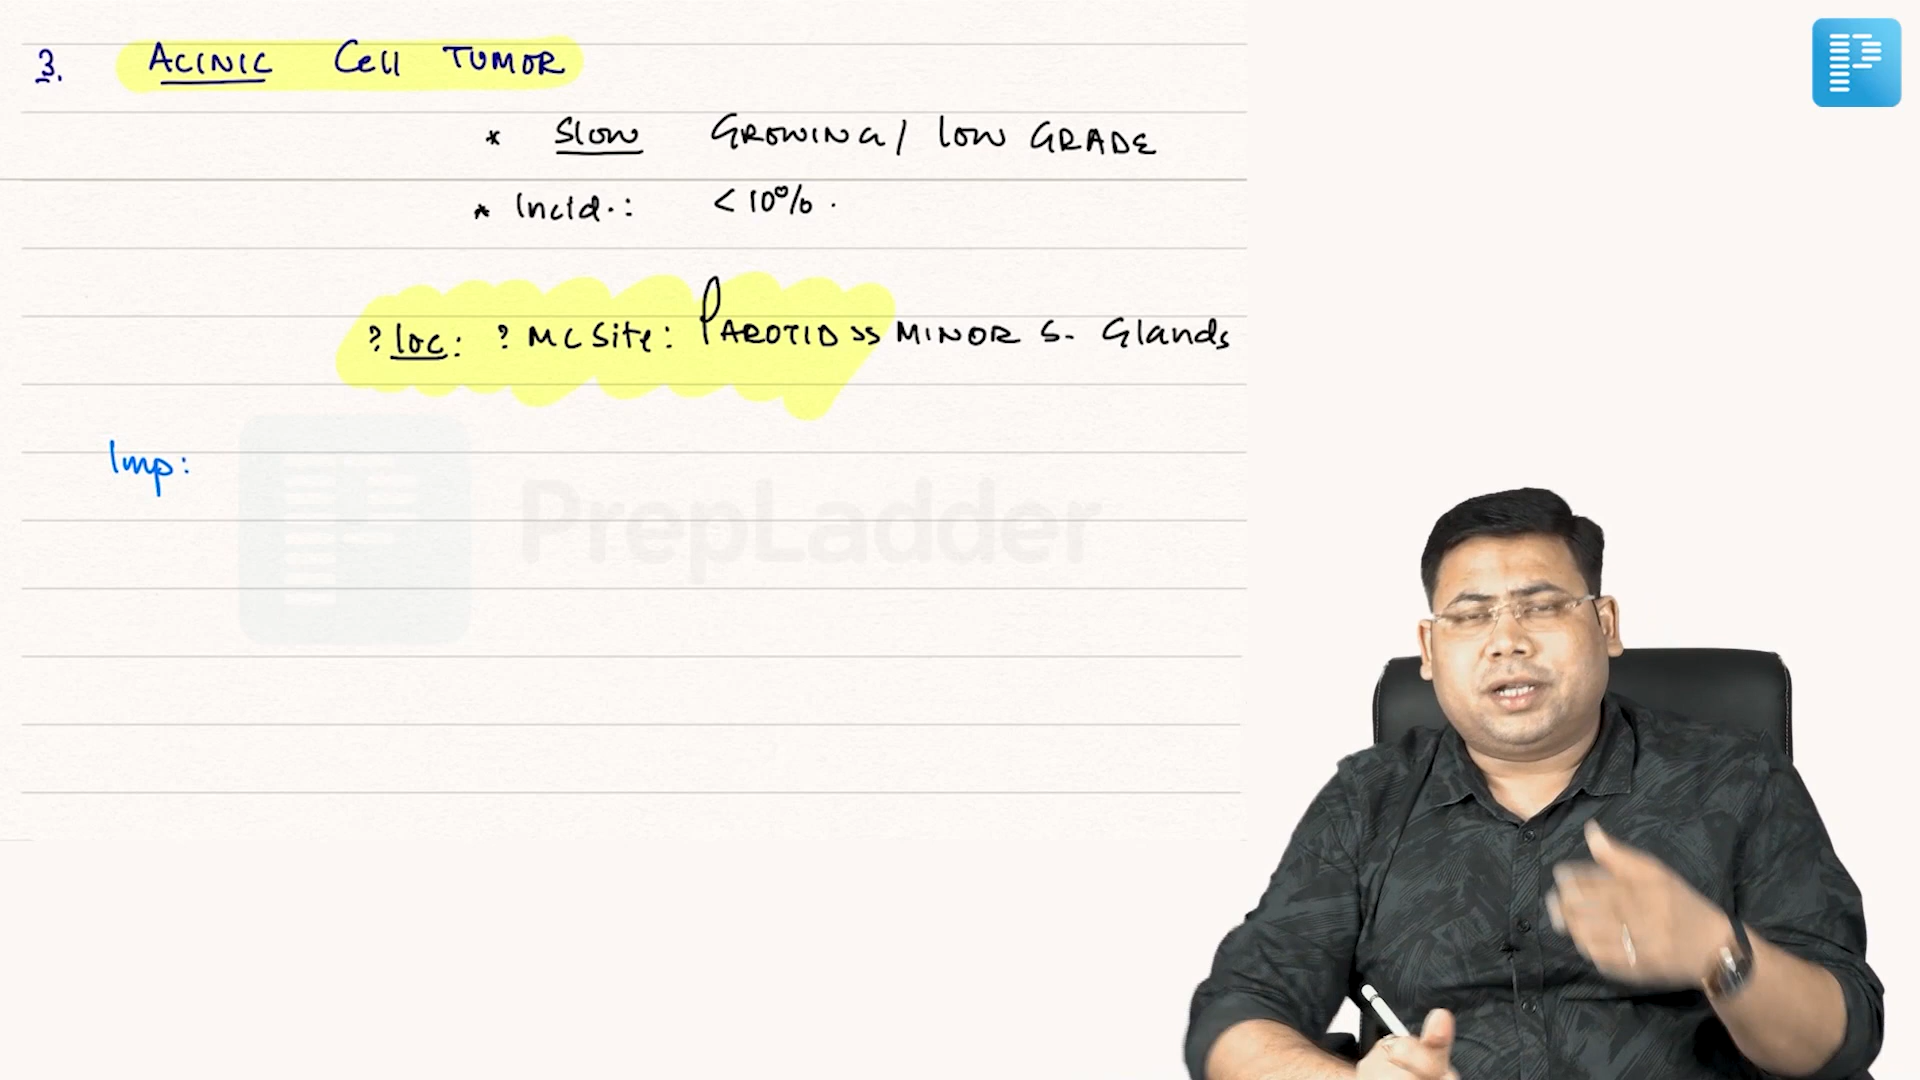 3. ACINIC Cell TUMOR
* Slow GROWING / low GRADE
* Incid.: <10%.
? loc: ? MC Site: PAROTID >> MINOR S. Glands
Imp:
PrepLadder